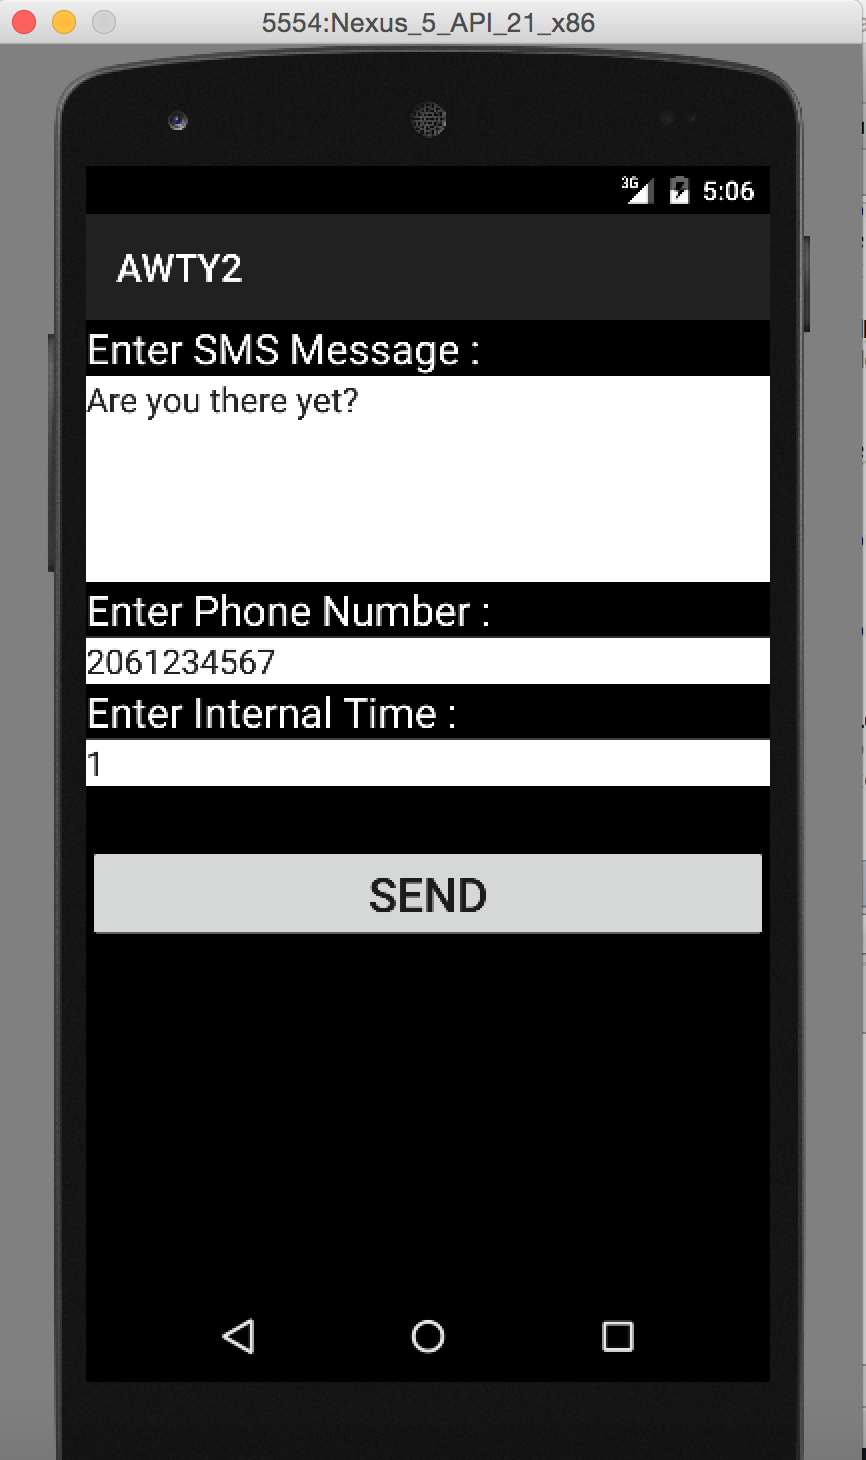 5554:Nexus_5_API_21_x86
3G 5:06
AWTY2
Enter SMS Message :
Are you there yet?
Enter Phone Number :
2061234567
Enter Internal Time :
1
SEND